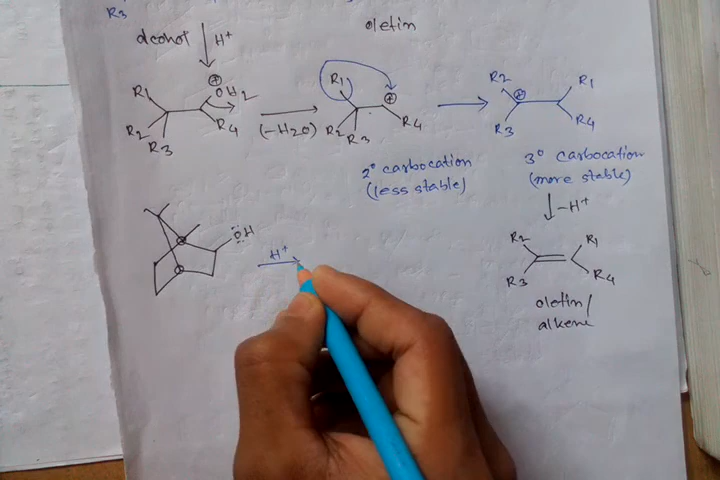 R3
alcohol H+
olefin
R1 ⊕ OH2 R2 R3 R4
(-H2O)
R1 ⊕ R2 R3 R4
R2 ⊕ R1 R3 R4
2° carbocation
(less stable)
3° carbocation
(more stable)
-H+
ÖH
H+
R2 R1
R3 R4
olefin/
alkene